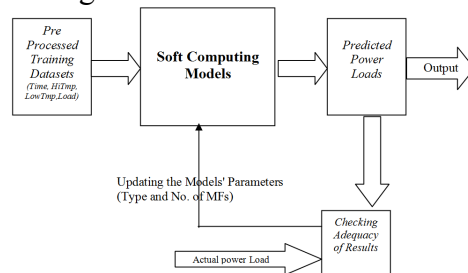 Pre
Processed
Training
Datasets
(Time, HiTmp,
LowTmp,Load)
Soft Computing
Models
Predicted
Power
Loads
Output
Updating the Models' Parameters
(Type and No. of MFs)
Checking
Adequacy
of Results
Actual power Load